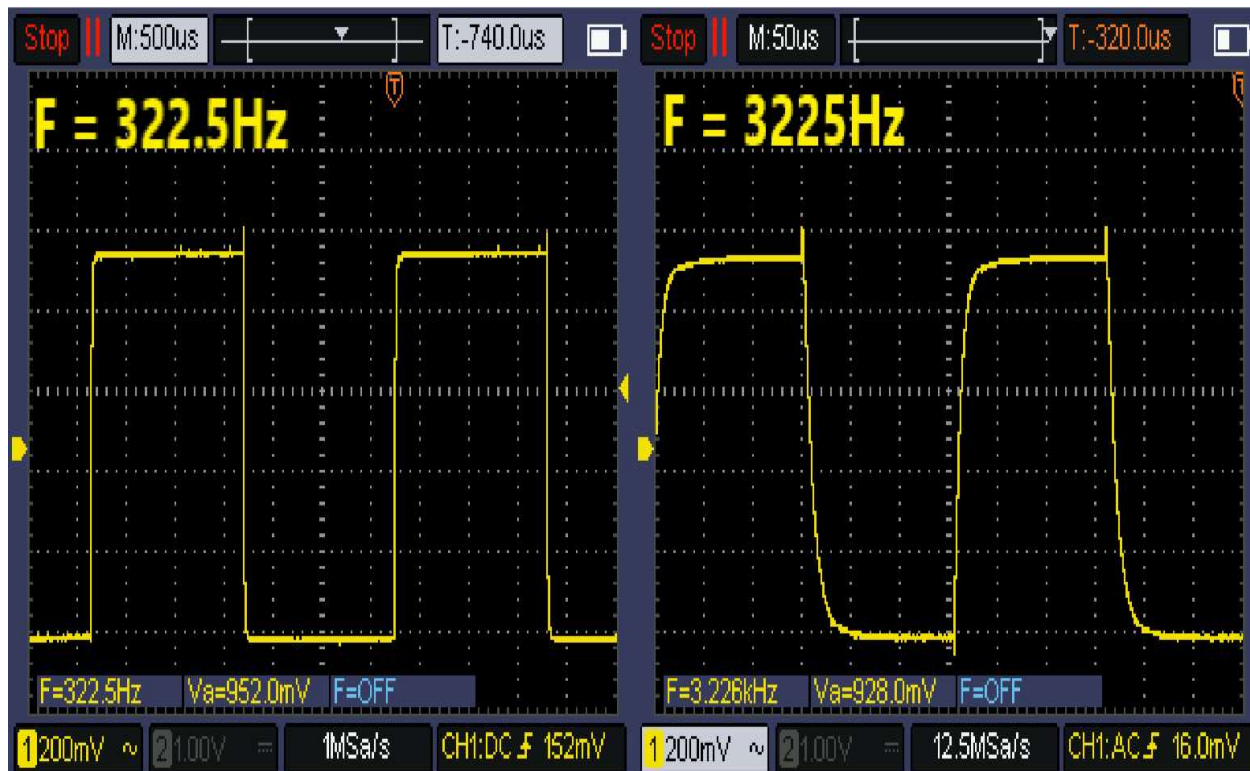 Stop M:500us T:-740.0us
T
F = 322.5Hz
F=322.5Hz Va=952.0mV F=OFF
1 200mV ~ 2 1.00V 1MSa/s CH1:DC 152mV
Stop M:50us T:-320.0us
T
F = 3225Hz
F=3.226kHz Va=928.0mV F=OFF
1 200mV ~ 2 1.00V 12.5MSa/s CH1:AC 16.0mV